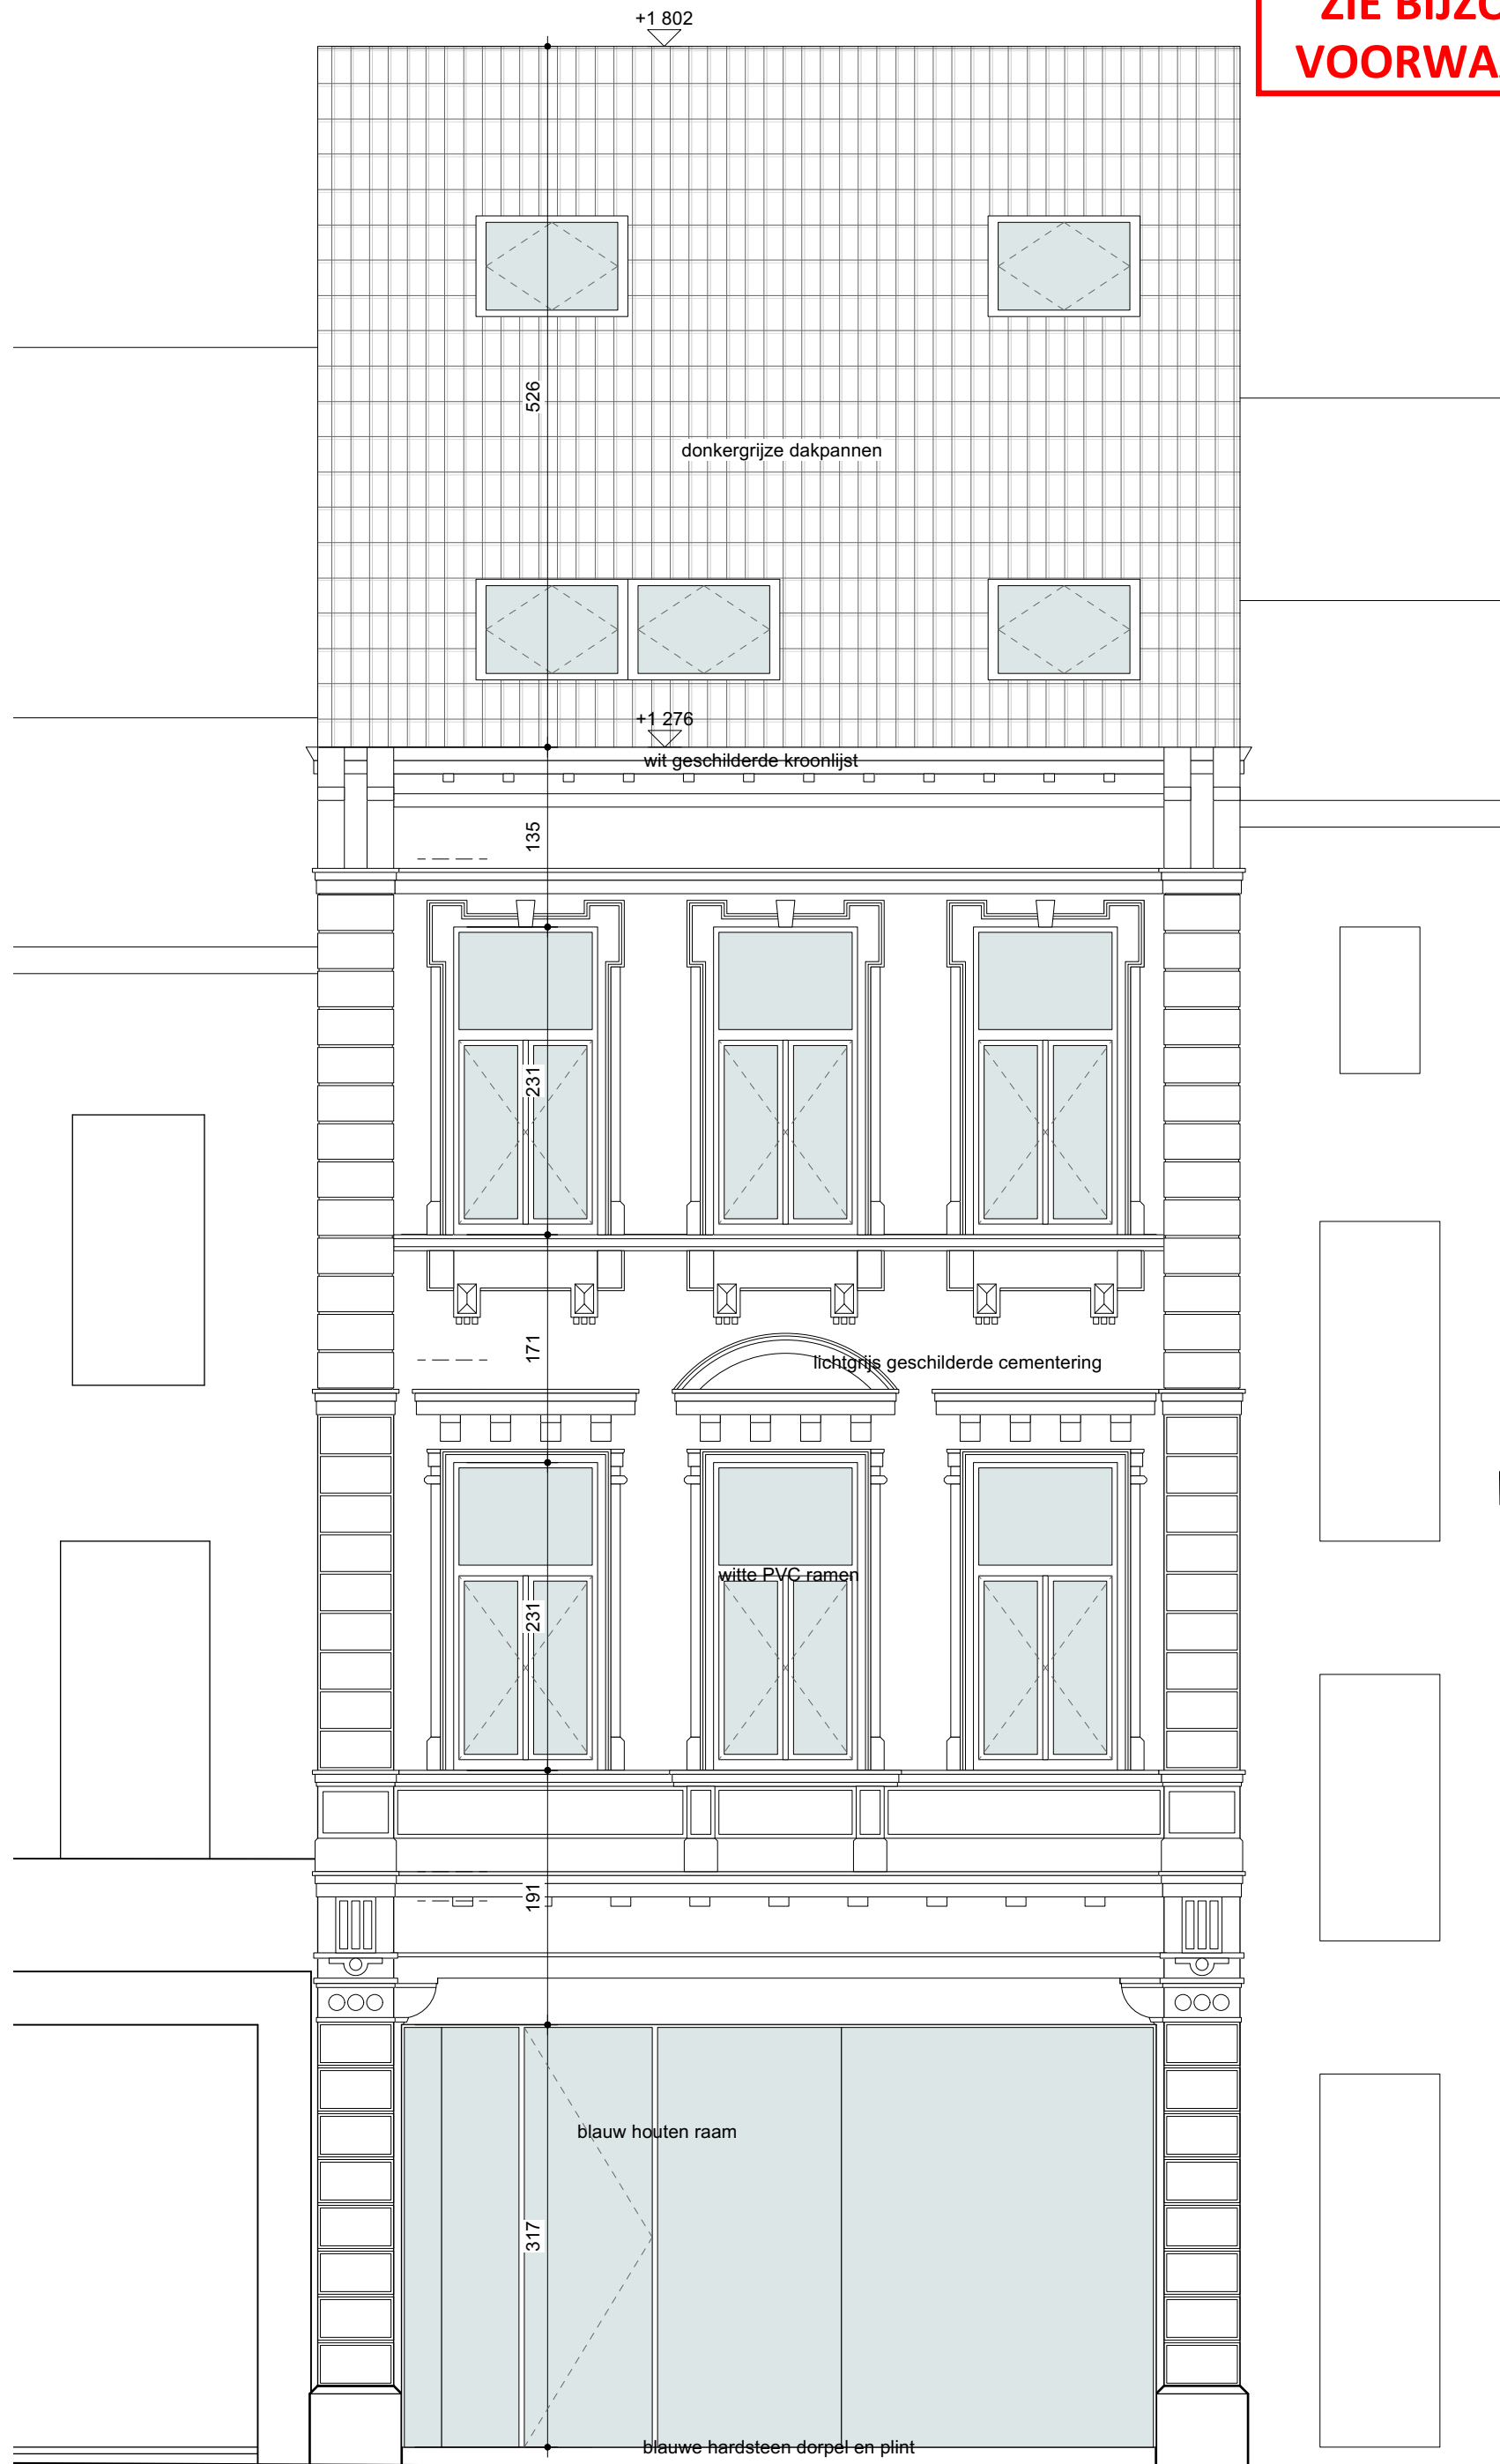 +1 802
VOORWA
526
donkergrijze dakpannen
+1 276
wit geschilderde kroonlijst
135
231
171
lichtgrijs geschilderde cementering
witte PVC ramen
231
191
blauw houten raam
317
blauwe hardsteen dorpel en plint
ZIE BIJZO